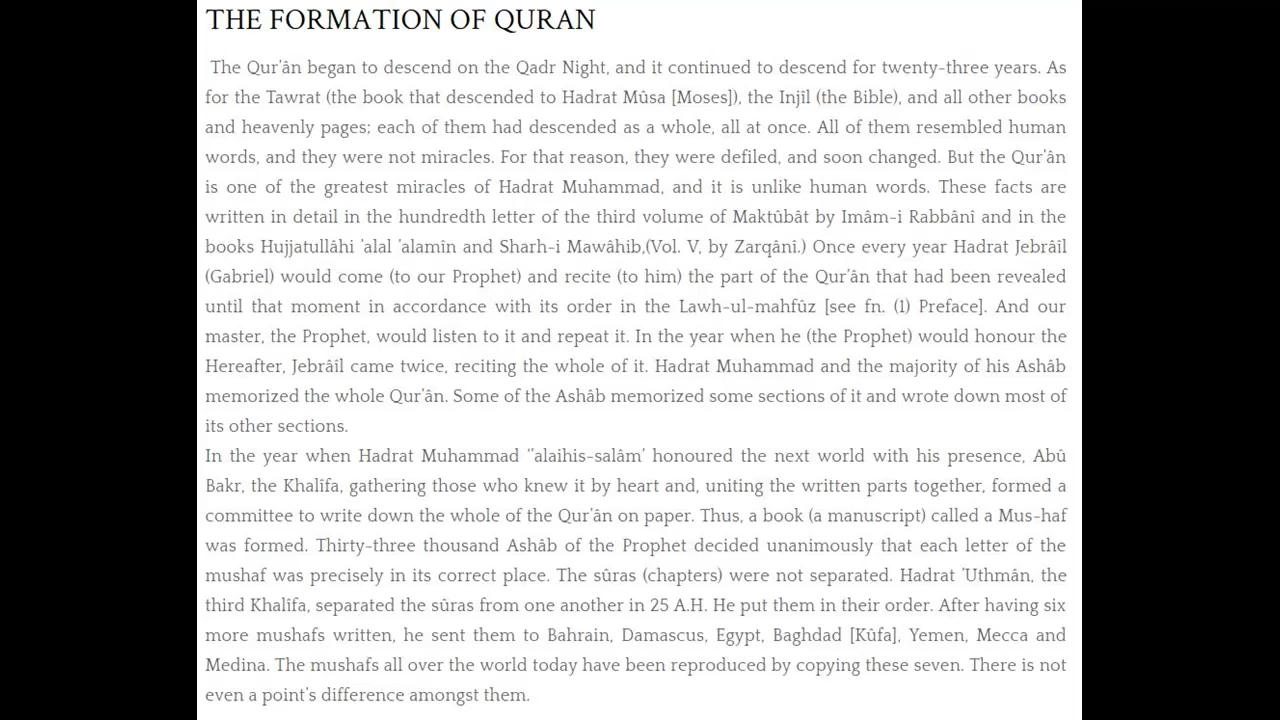 THE FORMATION OF QURAN
The Qur'ân began to descend on the Qadr Night, and it continued to descend for twenty-three years. As
for the Tawrat (the book that descended to Hadrat Mûsa [Moses]), the Injîl (the Bible), and all other books
and heavenly pages; each of them had descended as a whole, all at once. All of them resembled human
words, and they were not miracles. For that reason, they were defiled, and soon changed. But the Qur'ân
is one of the greatest miracles of Hadrat Muhammad, and it is unlike human words. These facts are
written in detail in the hundredth letter of the third volume of Maktûbât by Imâm-i Rabbânî and in the
books Hujjatullâhi 'alal 'alamîn and Sharh-i Mawâhib,(Vol. V, by Zarqânî.) Once every year Hadrat Jebrâîl
(Gabriel) would come (to our Prophet) and recite (to him) the part of the Qur'ân that had been revealed
until that moment in accordance with its order in the Lawh-ul-mahfûz [see fn. (1) Preface]. And our
master, the Prophet, would listen to it and repeat it. In the year when he (the Prophet) would honour the
Hereafter, Jebrâîl came twice, reciting the whole of it. Hadrat Muhammad and the majority of his Ashâb
memorized the whole Qur'ân. Some of the Ashâb memorized some sections of it and wrote down most of
its other sections.
In the year when Hadrat Muhammad ''alaihis-salâm' honoured the next world with his presence, Abû
Bakr, the Khalîfa, gathering those who knew it by heart and, uniting the written parts together, formed a
committee to write down the whole of the Qur'ân on paper. Thus, a book (a manuscript) called a Mus-haf
was formed. Thirty-three thousand Ashâb of the Prophet decided unanimously that each letter of the
mushaf was precisely in its correct place. The sûras (chapters) were not separated. Hadrat 'Uthmân, the
third Khalîfa, separated the sûras from one another in 25 A.H. He put them in their order. After having six
more mushafs written, he sent them to Bahrain, Damascus, Egypt, Baghdad [Kûfa], Yemen, Mecca and
Medina. The mushafs all over the world today have been reproduced by copying these seven. There is not
even a point's difference amongst them.